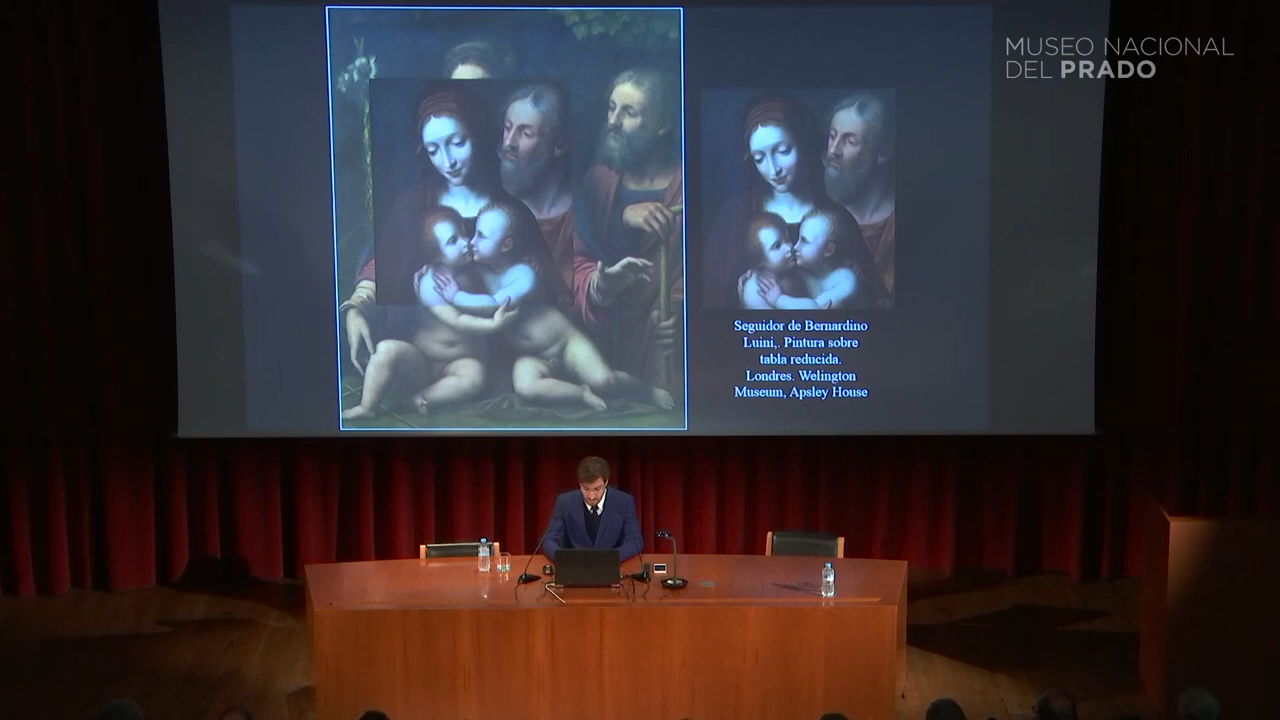 MUSEO NACIONAL
DEL PRADO
Seguidor de Bernardino
Luini,. Pintura sobre
tabla reducida.
Londres. Welington
Museum, Apsley House